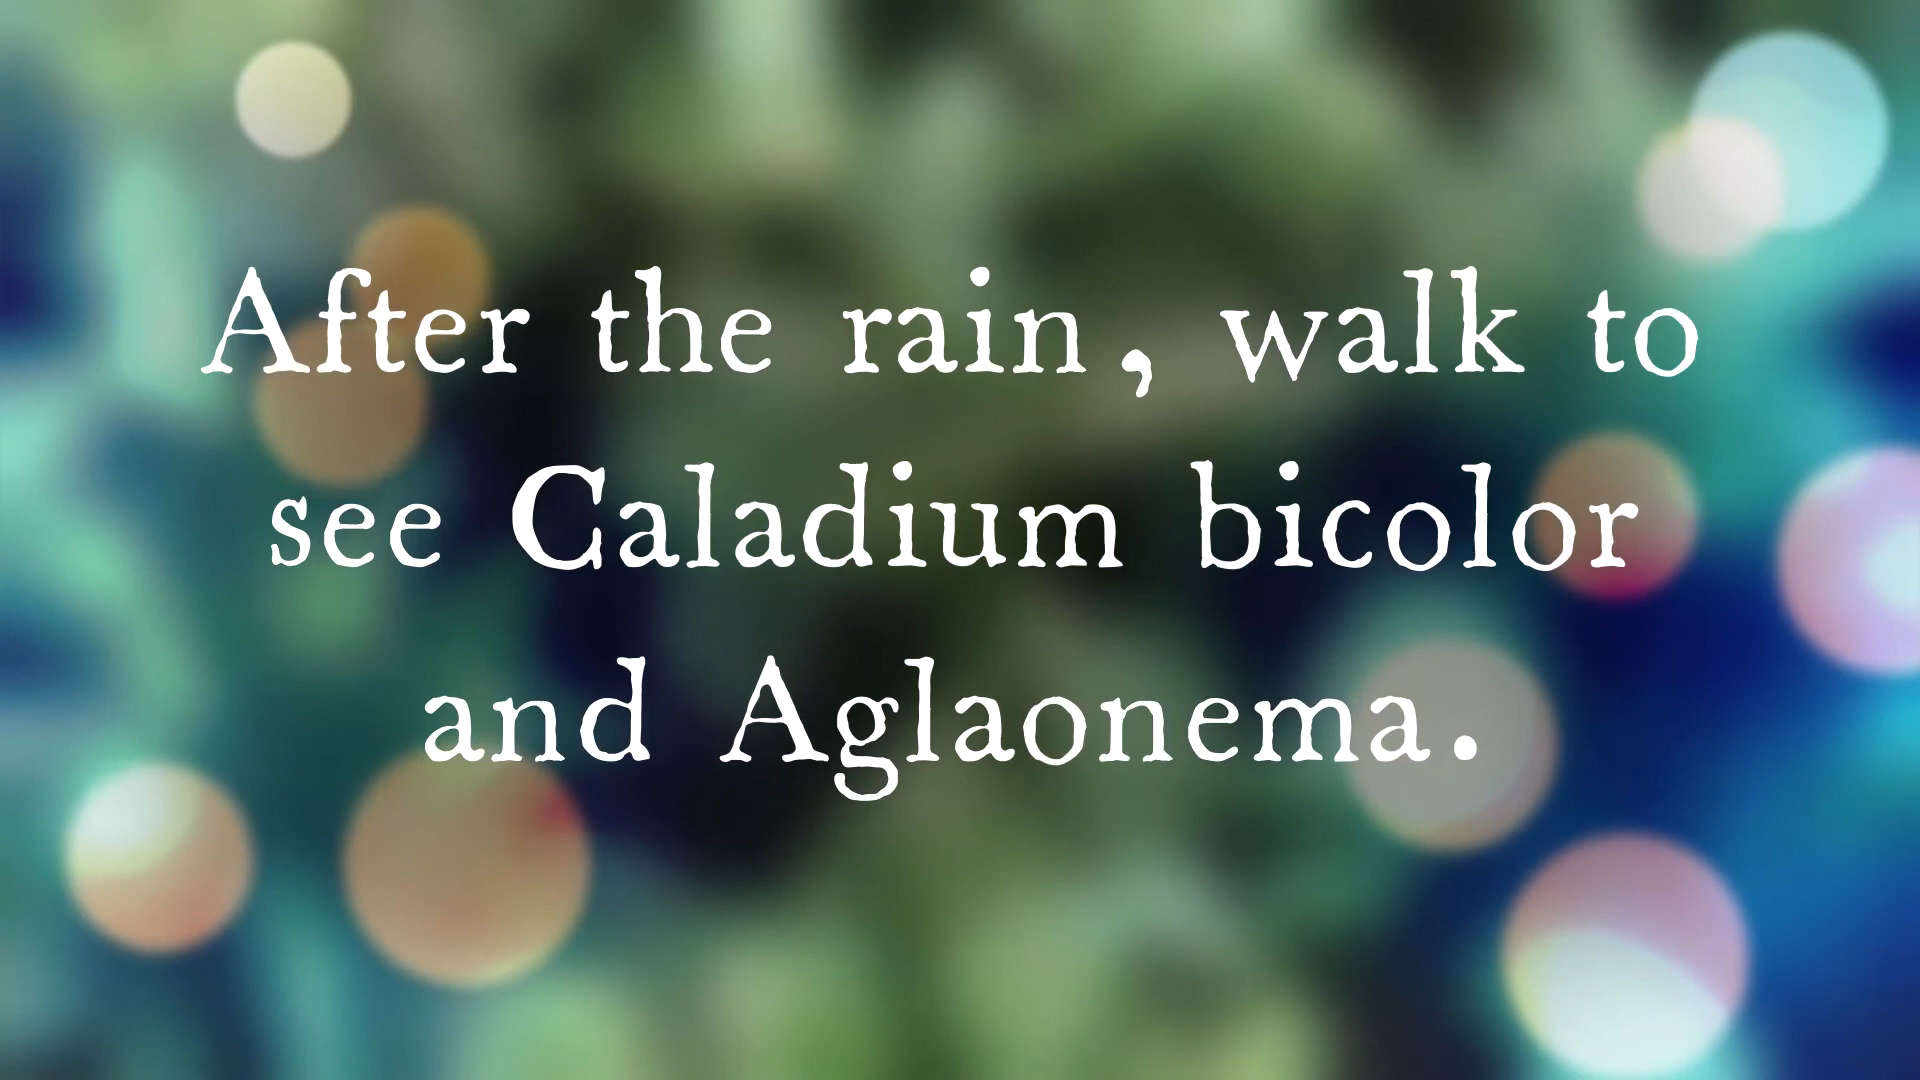 After the rain, walk to
see Caladium bicolor
and Aglaonema.